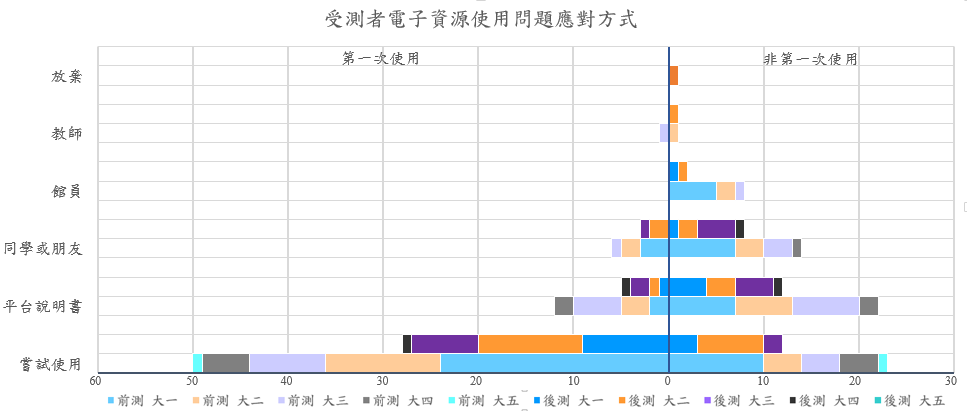 受測者電子資源使用問題應對方式
第一次使用 非第一次使用
放棄
教師
館員
同學或朋友
平台說明書
嘗試使用
60 50 40 30 20 10 0 10 20 30
前測 大一 前測 大二 前測 大三 前測 大四 前測 大五 後測 大一 後測 大二 後測 大三 後測 大四 後測 大五